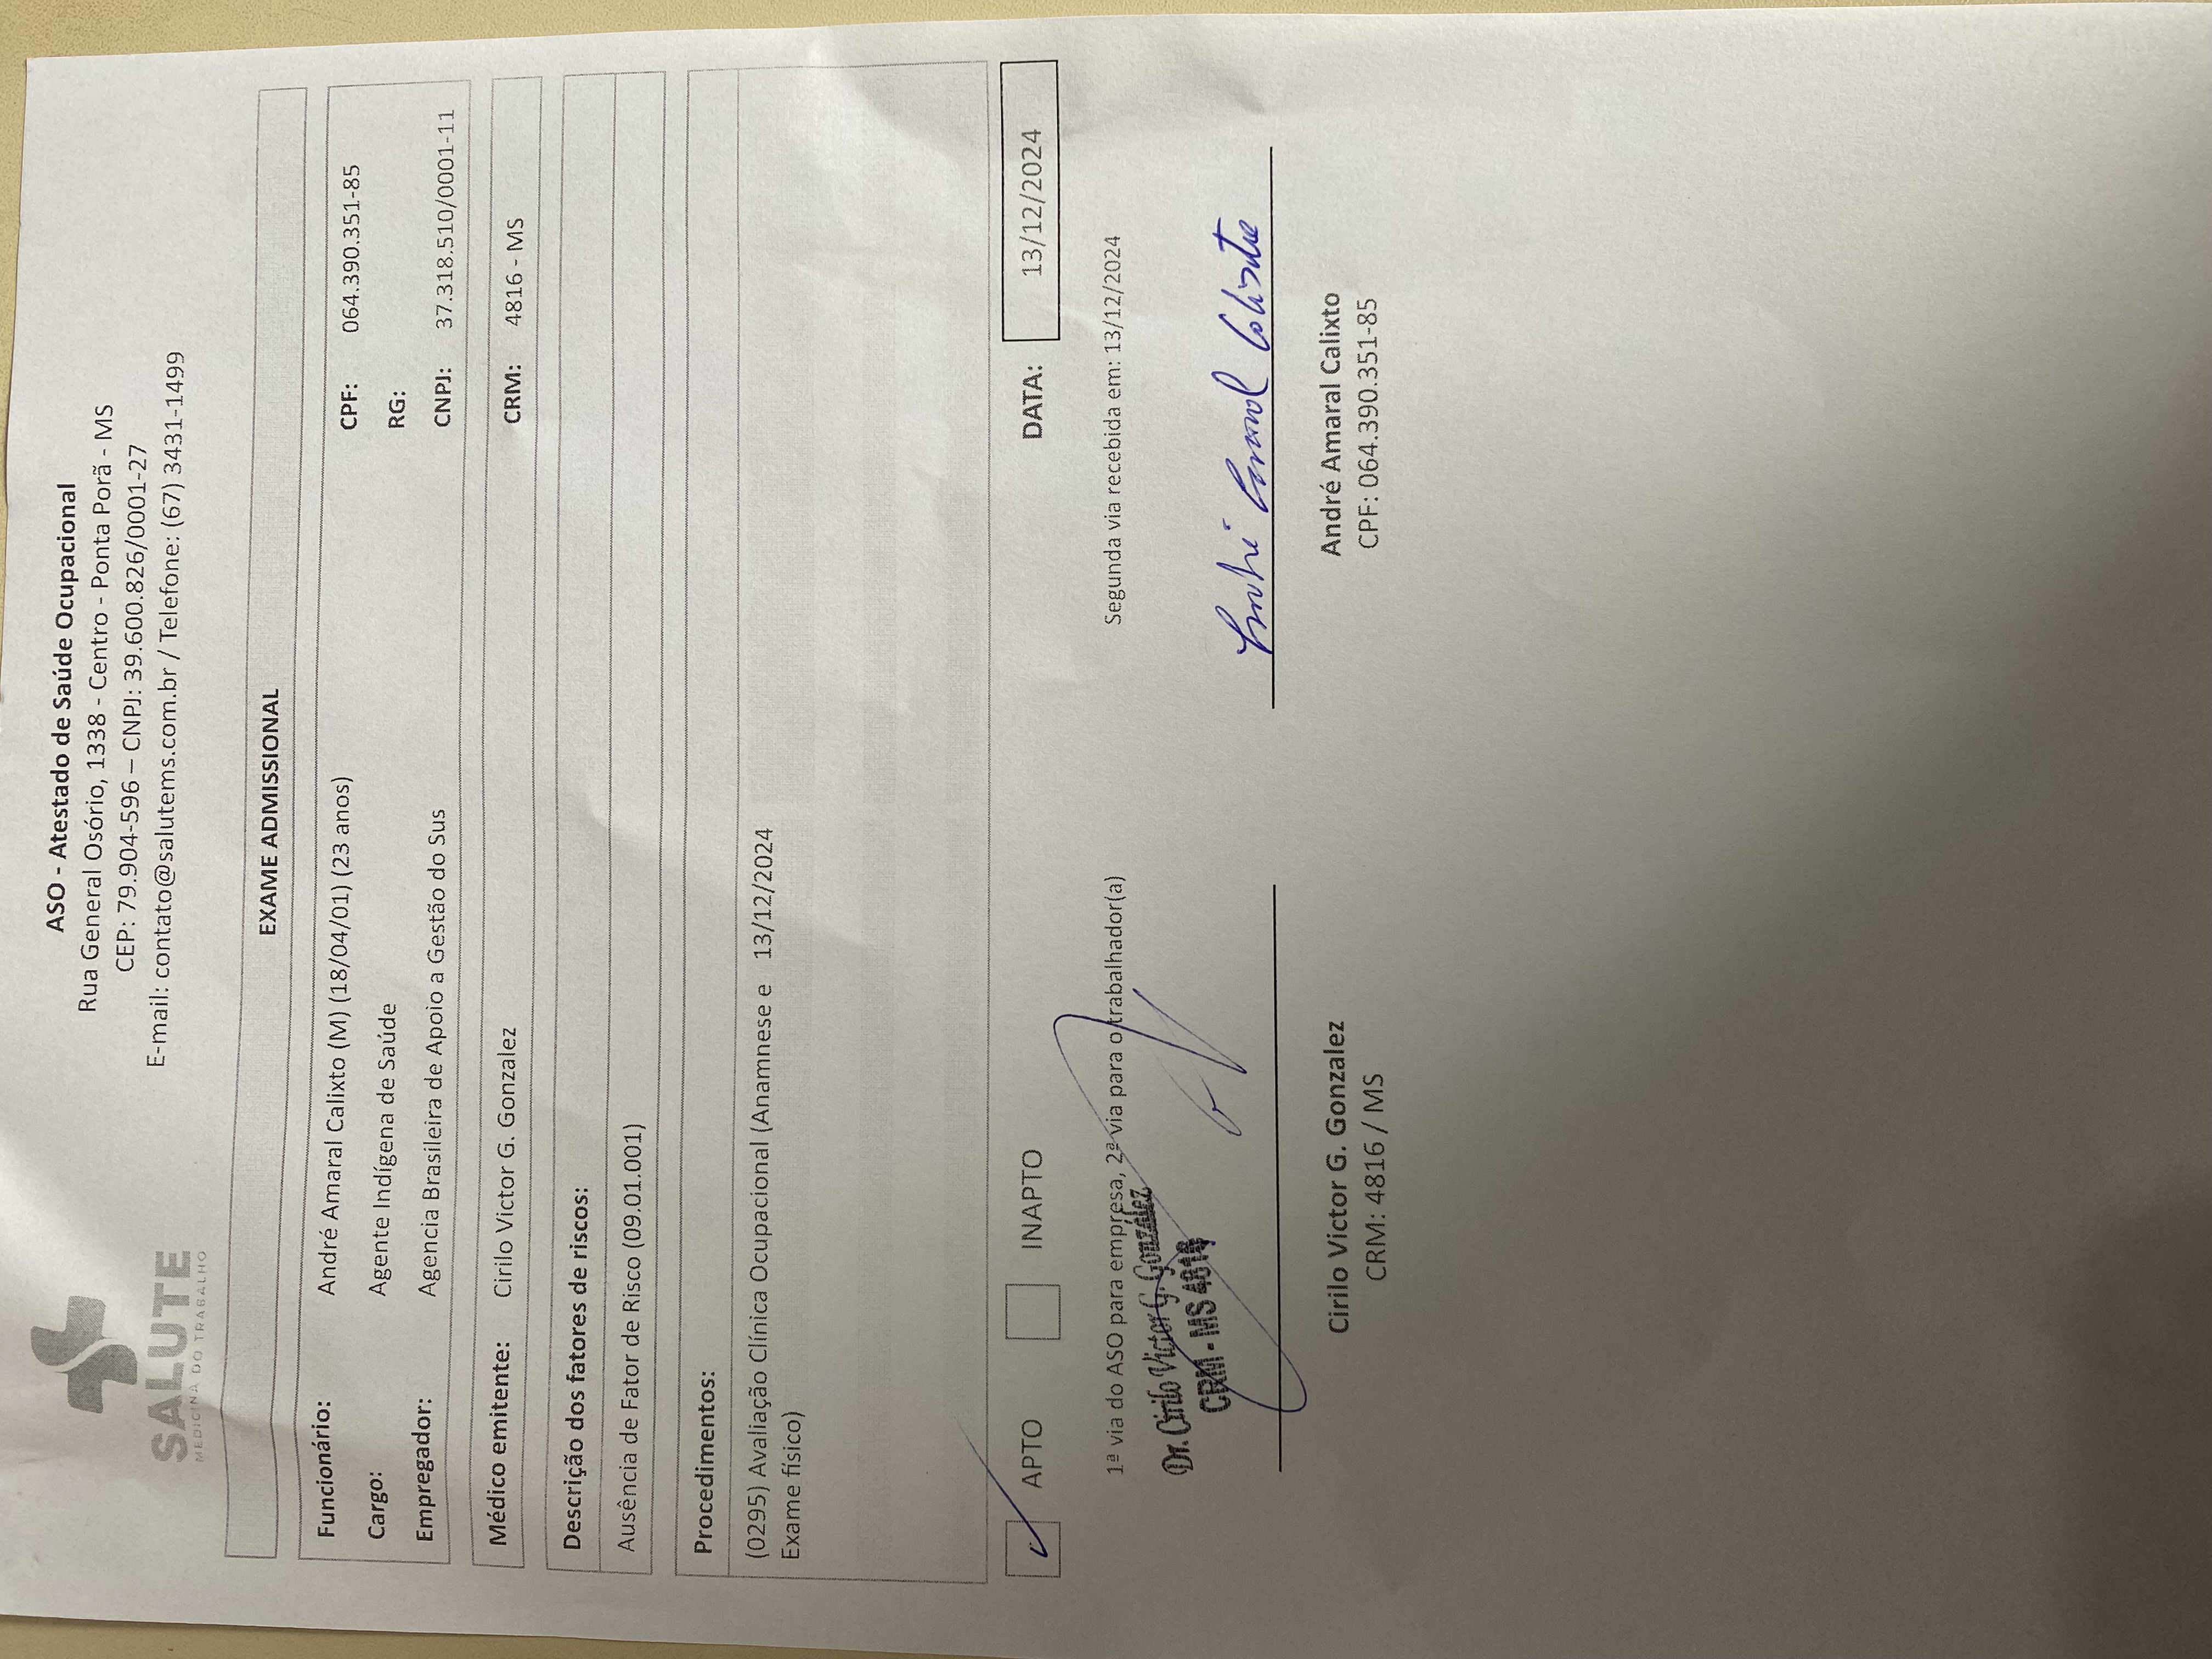 SALUTE
MEDICINA DO TRABALHO
ASO - Atestado de Saúde Ocupacional
Rua General Osório, 1338 - Centro - Ponta Porã - MS
CEP: 79.904-596 – CNPJ: 39.600.826/0001-27
E-mail: contato@salutems.com.br / Telefone: (67) 3431-1499
EXAME ADMISSIONAL
Funcionário: André Amaral Calixto (M) (18/04/01) (23 anos) CPF: 064.390.351-85
Cargo: Agente Indígena de Saúde RG:
Empregador: Agencia Brasileira de Apoio a Gestão do Sus CNPJ: 37.318.510/0001-11
Médico emitente: Cirilo Victor G. Gonzalez CRM: 4816 - MS
Descrição dos fatores de riscos:
Ausência de Fator de Risco (09.01.001)
Procedimentos:
(0295) Avaliação Clínica Ocupacional (Anamnese e 13/12/2024
Exame físico)
APTO INAPTO DATA: 13/12/2024
1ª via do ASO para empresa, 2ª via para o trabalhador(a) Segunda via recebida em: 13/12/2024
Dr. Cirilo Victor G. González
CRM - MS 4816
André Amaral Calixto
Cirilo Victor G. Gonzalez André Amaral Calixto
CRM: 4816 / MS CPF: 064.390.351-85